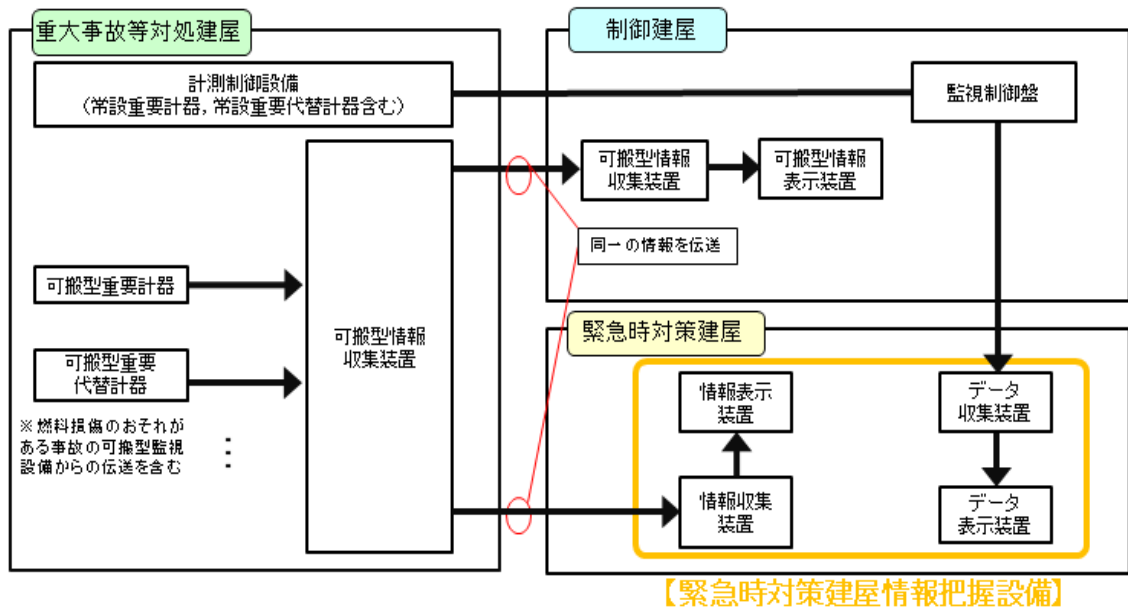 重大事故等対処建屋
計測制御設備
（常設重要計器，常設重要代替計器含む）
可搬型重要計器
可搬型重要
代替計器
※燃料損傷のおそれが
ある事故の可搬型監視
設備からの伝送を含む
可搬型情報
収集装置
制御建屋
監視制御盤
可搬型情報
収集装置
可搬型情報
表示装置
同一の情報を伝送
緊急時対策建屋
情報表示
装置
情報収集
装置
データ
収集装置
データ
表示装置
【緊急時対策建屋情報把握設備】